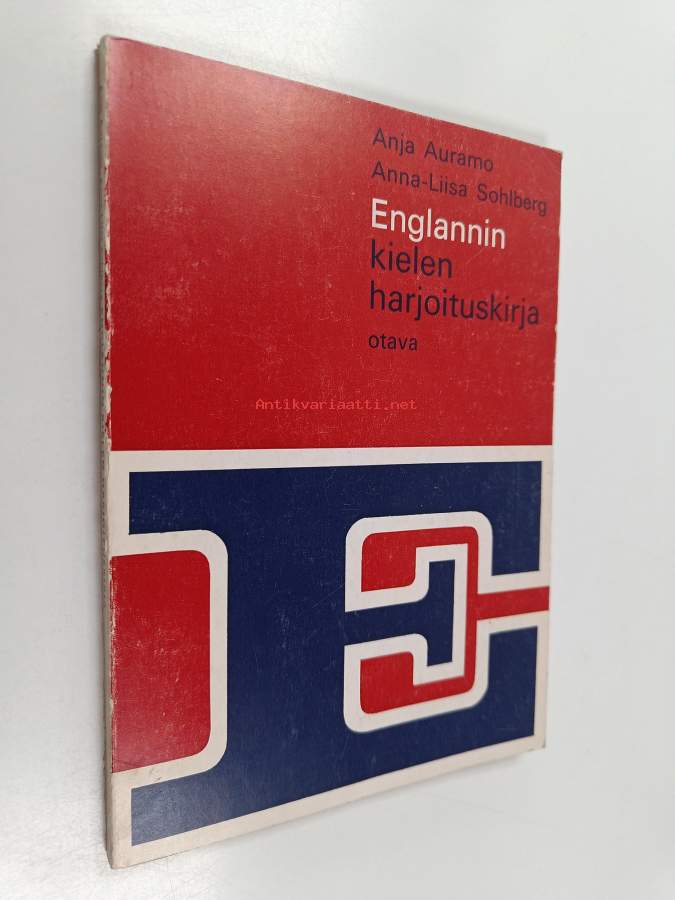 Anja Auramo
Anna-Liisa Sohlberg
Englannin
kielen
harjoituskirja
otava
Antikvariaatti.net